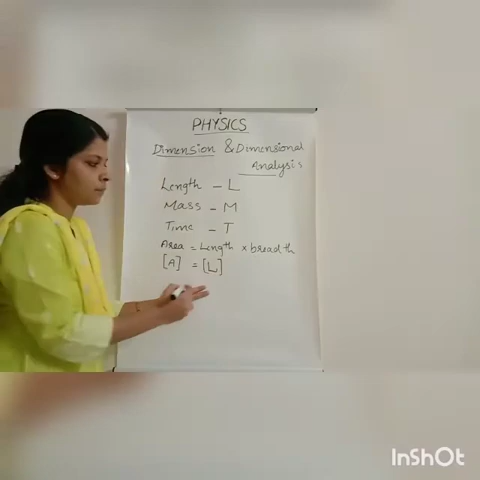 PHYSICS
Dimension & Dimensional
Analysis
Length - L
Mass - M
Time - T
Area = Length × breadth
[A] = [L]
InShOt